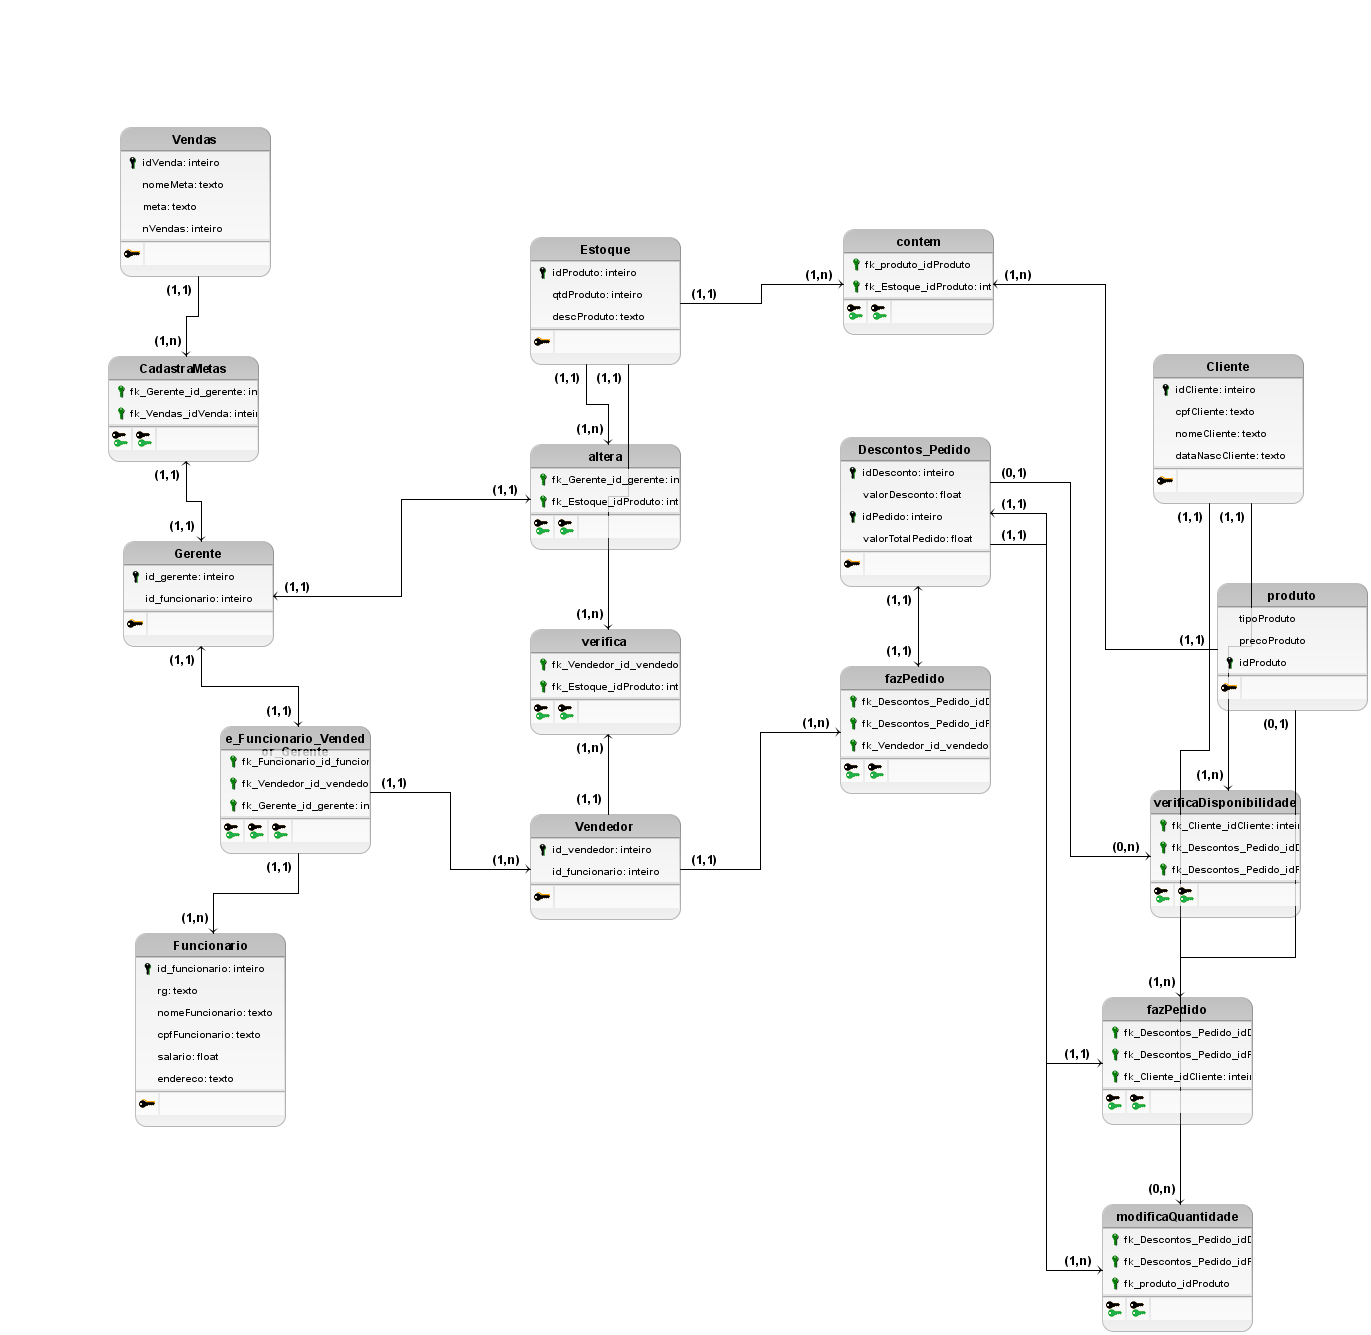 Vendas
idVenda: inteiro
nomeMeta: texto
meta: texto
nVendas: inteiro
(1,1)
(1,n)
CadastraMetas
fk_Gerente_id_gerente: in
fk_Vendas_idVenda: intei
(1,1)
(1,1)
Gerente
id_gerente: inteiro
id_funcionario: inteiro
(1,1)
(1,1)
(1,1)
e_Funcionario_Vended
or_Gerente
fk_Funcionario_id_funcior
fk_Vendedor_id_vendedo
fk_Gerente_id_gerente: in
(1,1)
(1,1)
(1,n)
Funcionario
id_funcionario: inteiro
rg: texto
nomeFuncionario: texto
cpfFuncionario: texto
salario: float
endereco: texto
Estoque
idProduto: inteiro
qtdProduto: inteiro
descProduto: texto
(1,1)
(1,1)
(1,1)
(1,n)
(1,1)
altera
fk_Gerente_id_gerente: in
fk_Estoque_idProduto: int
(1,n)
verifica
fk_Vendedor_id_vendedo
fk_Estoque_idProduto: int
(1,n)
(1,1)
(1,n)
Vendedor
id_vendedor: inteiro
id_funcionario: inteiro
(1,1)
(1,n)
contem
fk_produto_idProduto
fk_Estoque_idProduto: int
(1,n)
Descontos_Pedido
idDesconto: inteiro
valorDesconto: float
idPedido: inteiro
valorTotalPedido: float
(0,1)
(1,1)
(1,1)
(1,1)
(1,1)
(1,n)
fazPedido
fk_Descontos_Pedido_idD
fk_Descontos_Pedido_idF
fk_Vendedor_id_vendedo
Cliente
idCliente: inteiro
cpfCliente: texto
nomeCliente: texto
dataNascCliente: texto
(1,1)
(1,1)
produto
tipoProduto
precoProduto
idProduto
(1,1)
(0,1)
(1,n)
(0,n)
verificaDisponibilidade
fk_Cliente_idCliente: intei
fk_Descontos_Pedido_idD
fk_Descontos_Pedido_idF
(1,n)
(1,1)
fazPedido
fk_Descontos_Pedido_idD
fk_Descontos_Pedido_idF
fk_Cliente_idCliente: intei
(0,n)
(1,n)
modificaQuantidade
fk_Descontos_Pedido_idD
fk_Descontos_Pedido_idF
fk_produto_idProduto